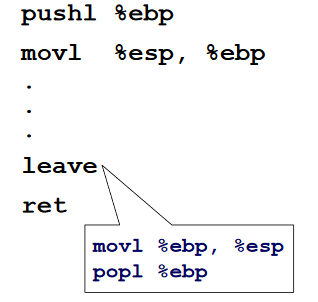 pushl %ebp
movl %esp, %ebp
.
.
.
leave
ret
movl %ebp, %esp
popl %ebp